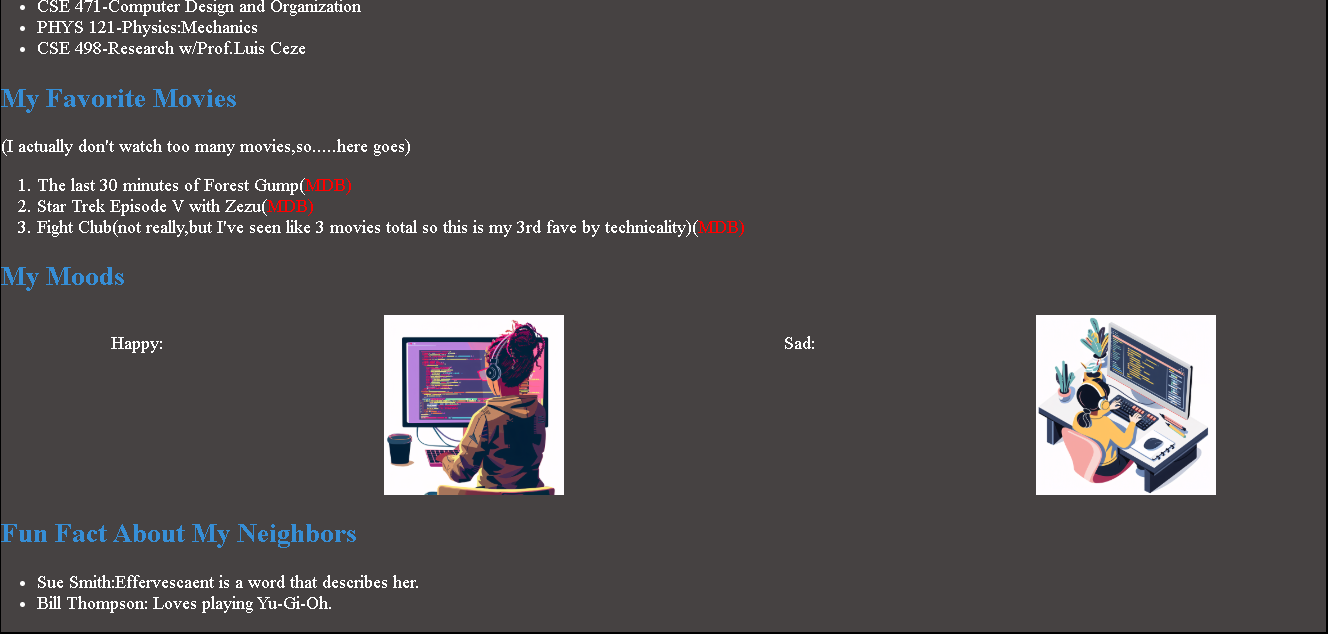 CSE 471-Computer Design and Organization
PHYS 121-Physics:Mechanics
CSE 498-Research w/Prof.Luis Ceze
My Favorite Movies
(I actually don't watch too many movies,so.....here goes)
1. The last 30 minutes of Forest Gump(MDB)
2. Star Trek Episode V with Zezu(MDB)
3. Fight Club(not really,but I've seen like 3 movies total so this is my 3rd fave by technicality)(MDB)
My Moods
Happy:
Sad:
Fun Fact About My Neighbors
Sue Smith:Effervescaent is a word that describes her.
Bill Thompson: Loves playing Yu-Gi-Oh.